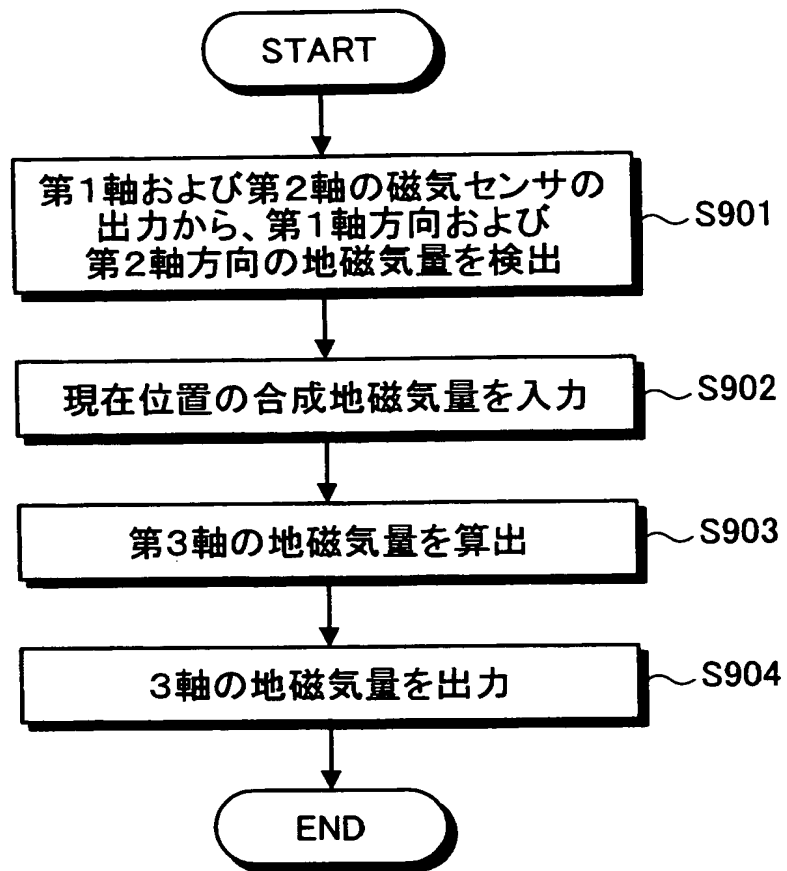 START
第1軸および第2軸の磁気センサの
出力から、第1軸方向および
第2軸方向の地磁気量を検出
S901
現在位置の合成地磁気量を入力
S902
第3軸の地磁気量を算出
S903
3軸の地磁気量を出力
S904
END